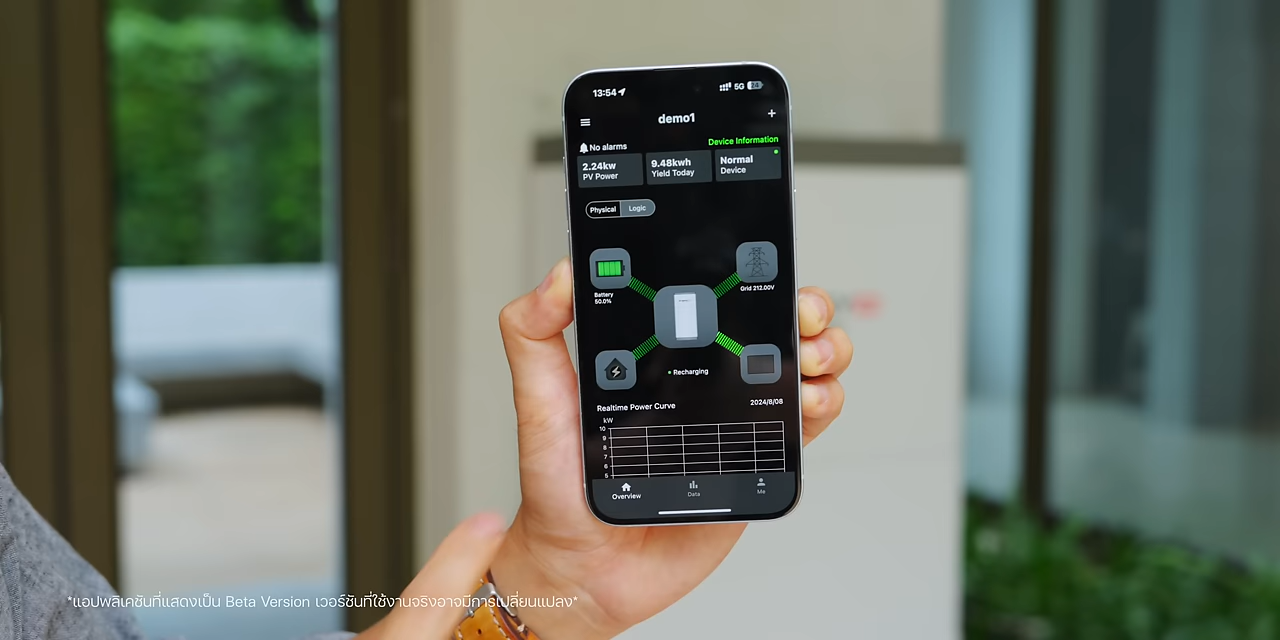 13:54
5G 24
demo1
No alarms
Device Information
2.24kw
PV Power
9.48kwh
Yield Today
Normal
Device
Physical
Logic
Battery
50.0%
Grid 212.00V
Recharging
Realtime Power Curve
2024/8/08
kW
10
9
8
7
6
5
Overview
Data
Me
*แอปพลิเคชันที่แสดงเป็น Beta Version เวอร์ชันที่ใช้งานจริงอาจมีการเปลี่ยนแปลง*